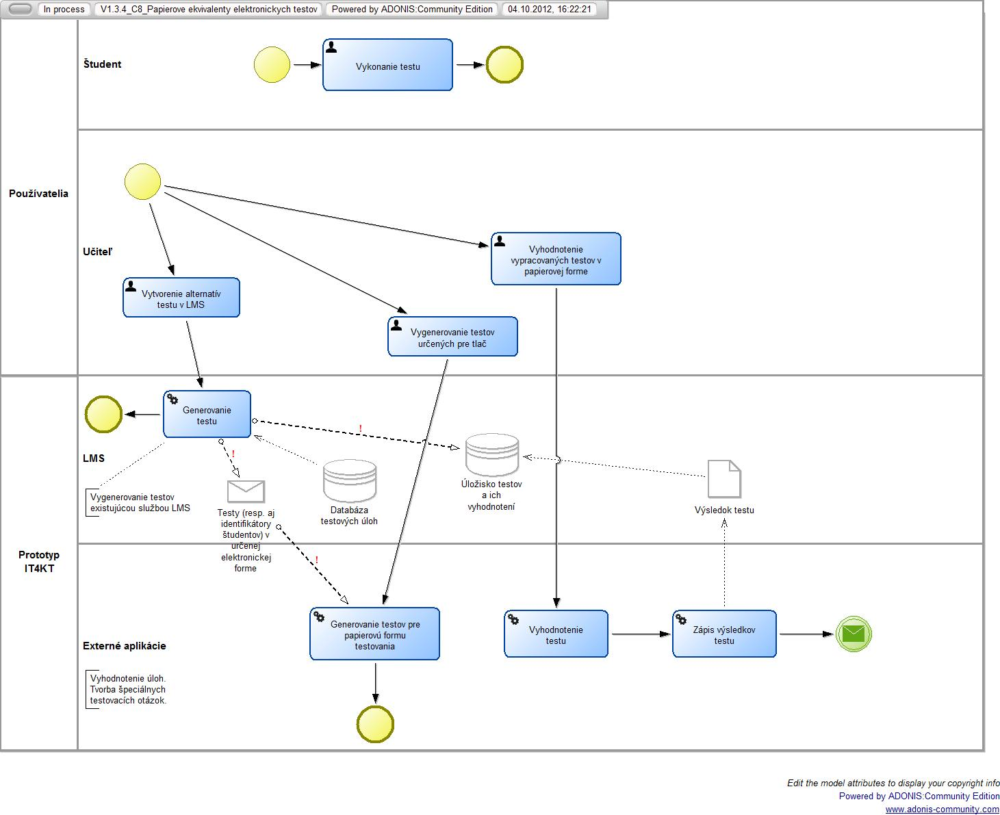 In process
V1.3.4_C8_Papierove ekvivalenty elektronickych testov
Powered by ADONIS:Community Edition
04.10.2012, 16:22:21
Používatelia
Študent
Vykonanie testu
Učiteľ
Vyhodnotenie
vypracovaných testov v
papierovej forme
Vytvorenie alternatív
testu v LMS
Vygenerovanie testov
určených pre tlač
Prototyp
IT4KT
LMS
Generovanie
testu
!
!
Vygenerovanie testov
existujúcou službou LMS
Testy (resp. aj
identifikátory
študentov) v
určenej
elektronickej
forme
Databáza
testových úloh
Úložisko testov
a ich
vyhodnotení
Výsledok testu
!
Externé aplikácie
Vyhodnotenie úloh.
Tvorba špeciálnych
testovacích otázok.
Generovanie testov pre
papierovú formu
testovania
Vyhodnotenie
testu
Zápis výsledkov
testu
Edit the model attributes to display your copyright info
Powered by ADONIS:Community Edition
www.adonis-community.com